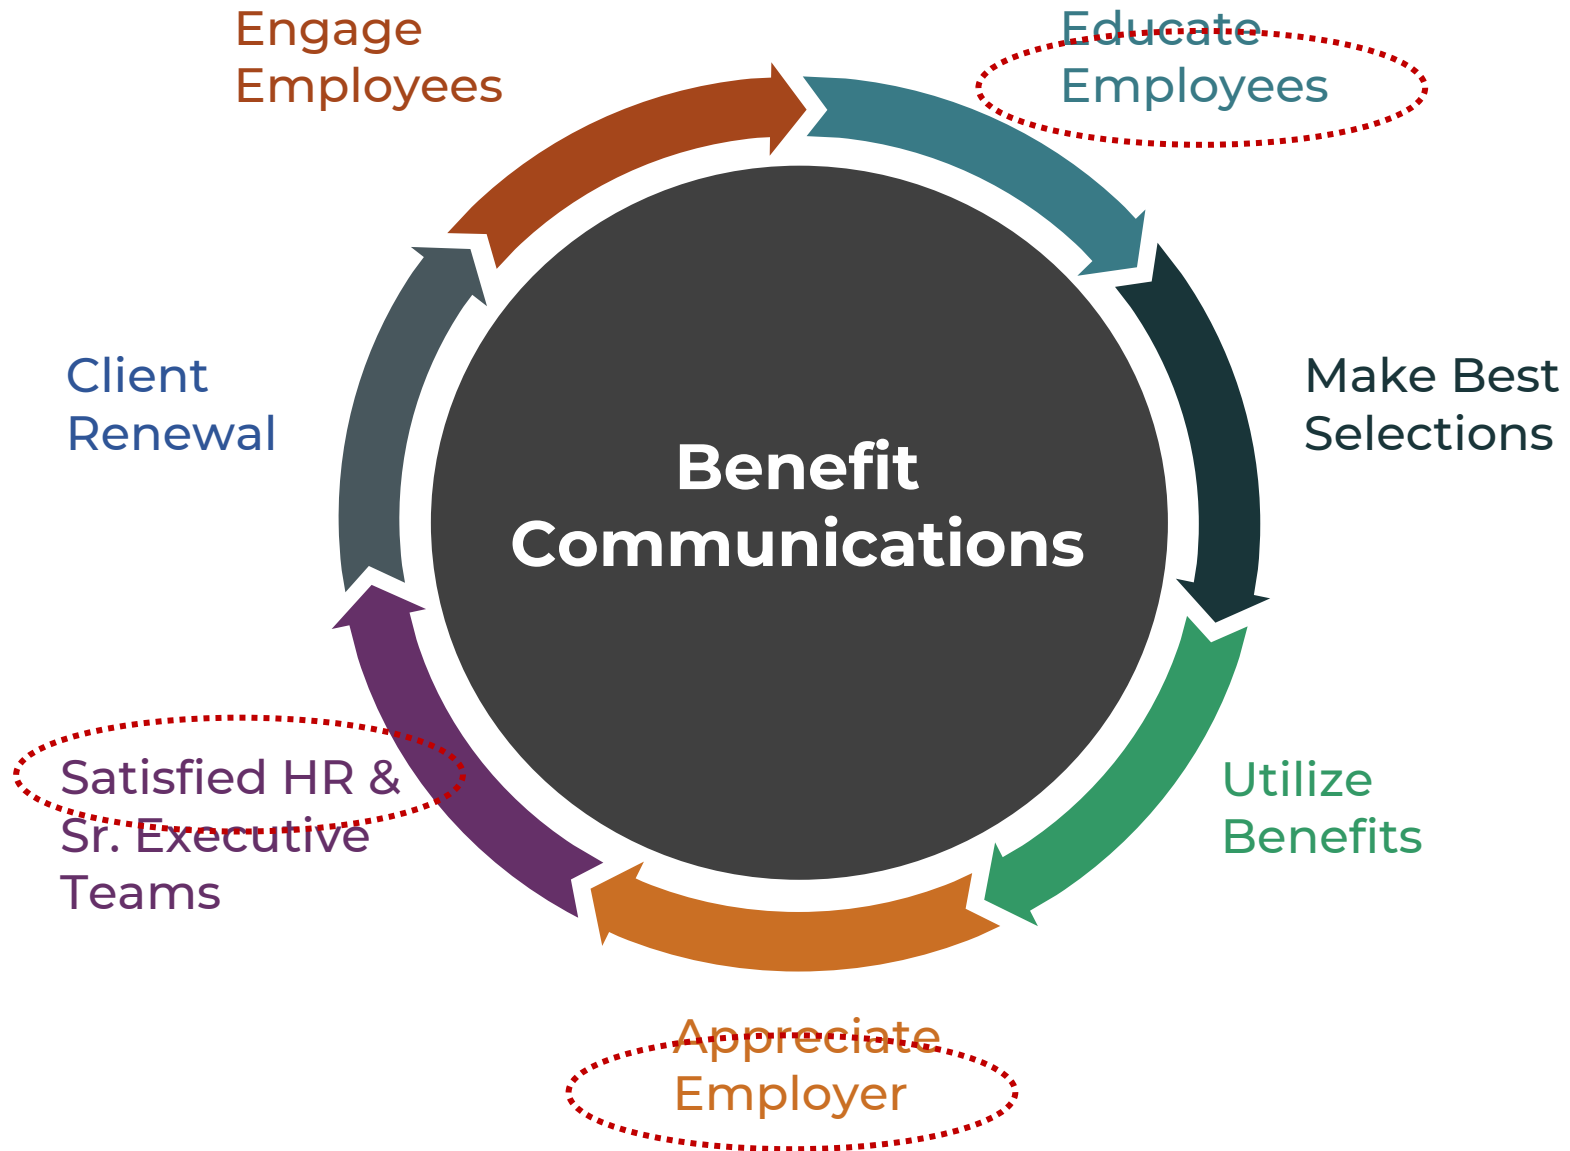 Engage
Employees
Educate
Employees
Make Best
Selections
Utilize
Benefits
Appreciate
Employer
Satisfied HR &
Sr. Executive
Teams
Client
Renewal
Benefit
Communications